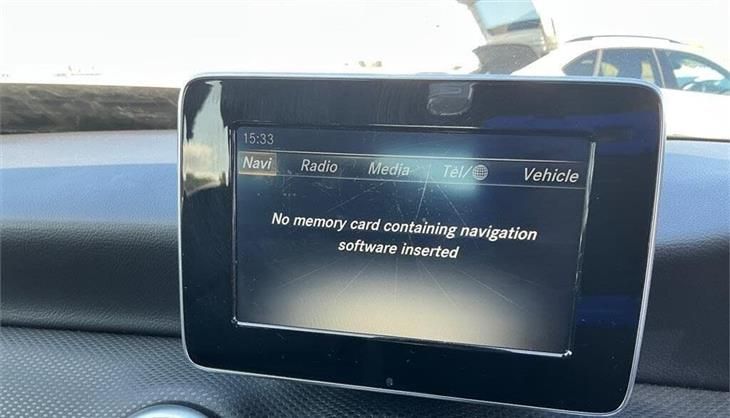 15:33
Navi Radio Media Tel/ Vehicle
No memory card containing navigation
software inserted